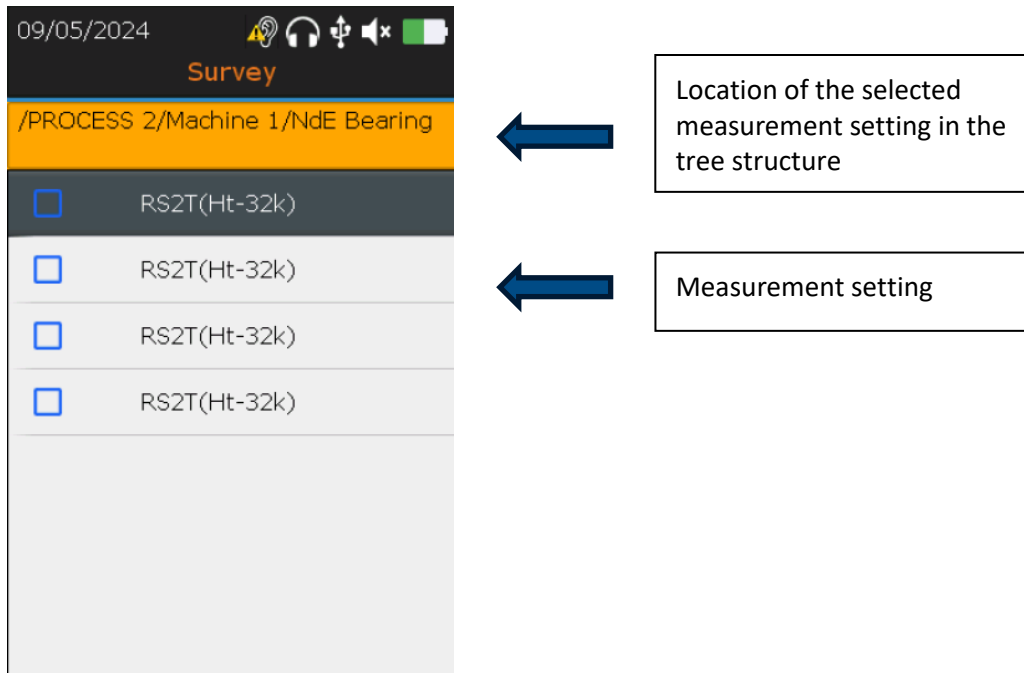 09/05/2024
Survey
/PROCESS 2/Machine 1/NdE Bearing
RS2T(Ht-32k)
RS2T(Ht-32k)
RS2T(Ht-32k)
RS2T(Ht-32k)
Location of the selected
measurement setting in the
tree structure
Measurement setting